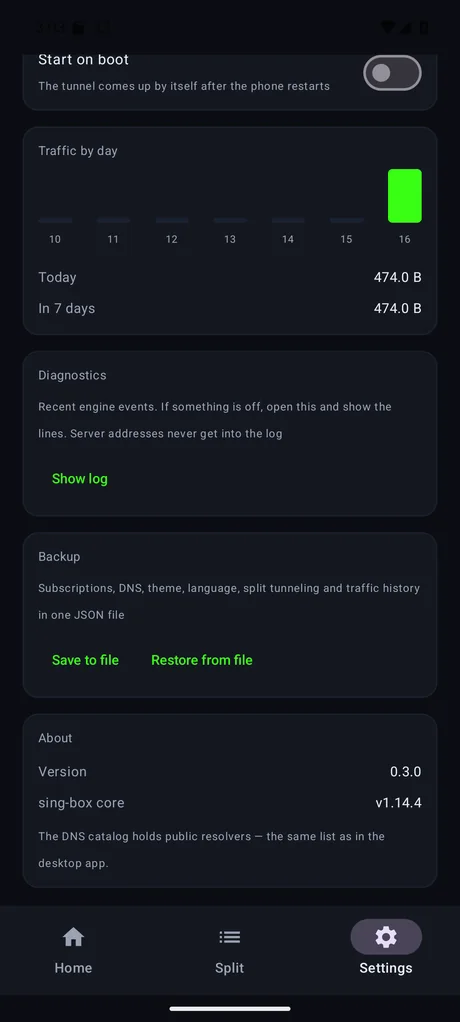 Start on boot
The tunnel comes up by itself after the phone restarts
Traffic by day
10 11 12 13 14 15 16
Today 474.0 B
In 7 days 474.0 B
Diagnostics
Recent engine events. If something is off, open this and show the
lines. Server addresses never get into the log
Show log
Backup
Subscriptions, DNS, theme, language, split tunneling and traffic history
in one JSON file
Save to file Restore from file
About
Version 0.3.0
sing-box core v1.14.4
The DNS catalog holds public resolvers — the same list as in the
desktop app.
Home Split Settings